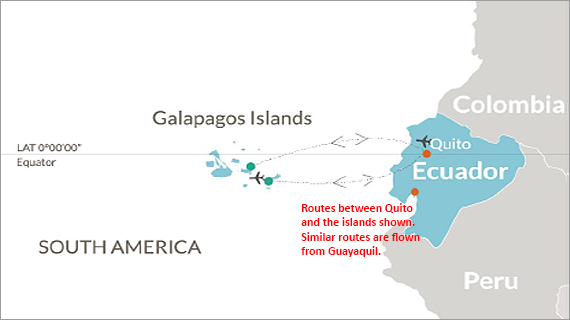 Colombia
Galapagos Islands
LAT 0°00'00"
Quito
Equator
Ecuador
Routes between Quito
and the islands shown.
Similar routes are flown
from Guayaquil.
SOUTH AMERICA
Peru